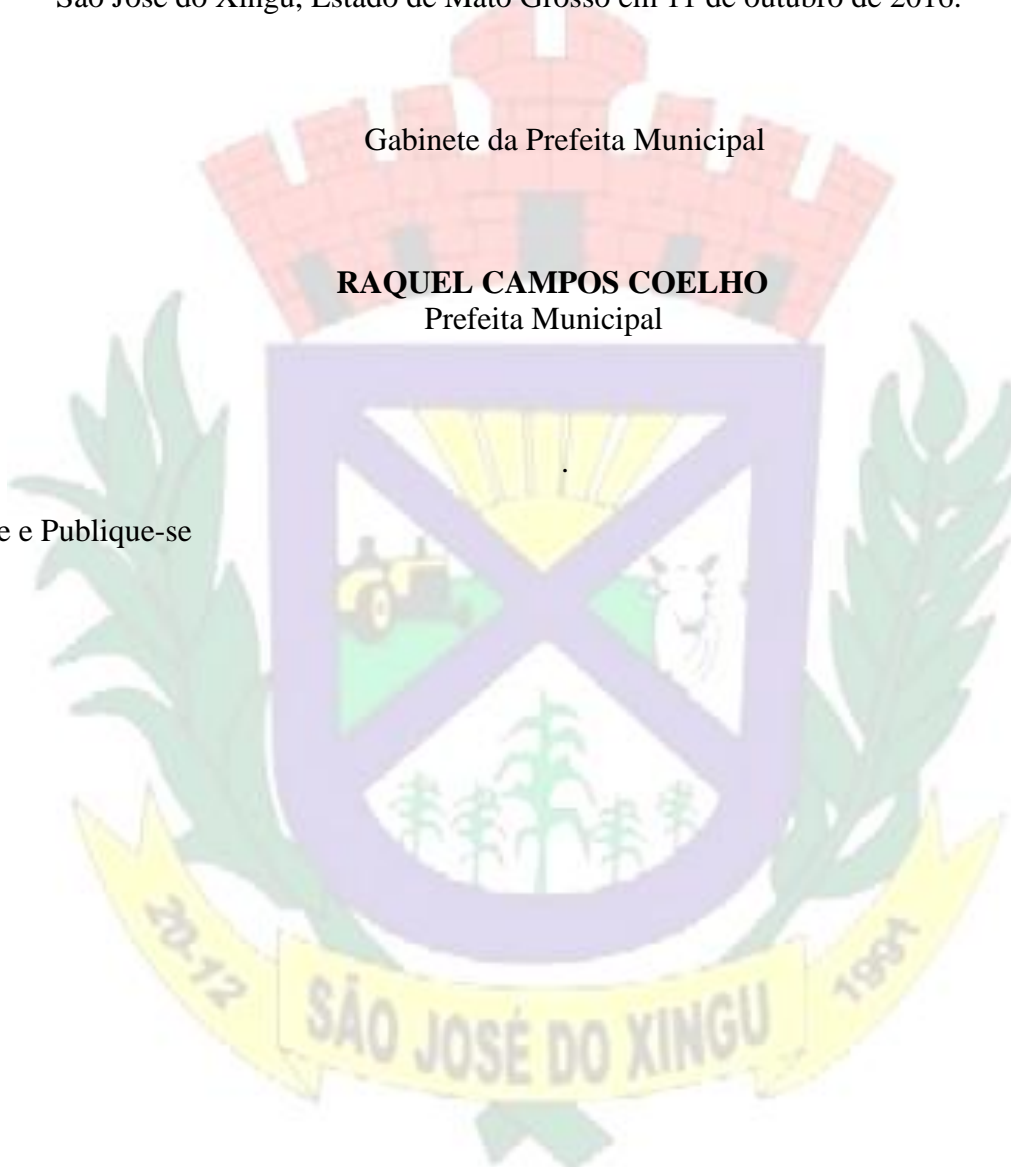 São José do Xingu, Estado de Mato Grosso em 11 de outubro de 2016.
Gabinete da Prefeita Municipal
RAQUEL CAMPOS COELHO
Prefeita Municipal
.
e e Publique-se
20-12
SÃO JOSÉ DO XINGU
1991